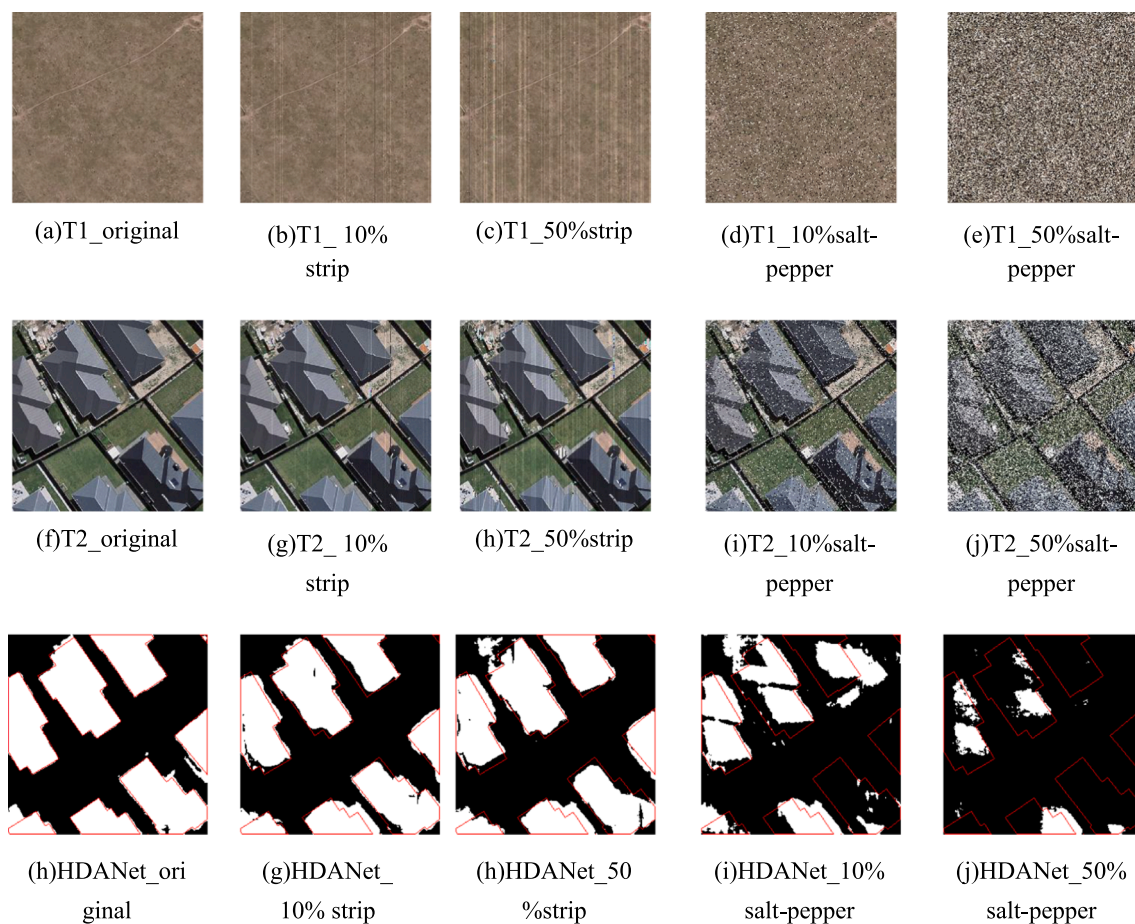 (a)T1_original
(b)T1_ 10%
strip
(c)T1_50%strip
(d)T1_10%salt-
pepper
(e)T1_50%salt-
pepper
(f)T2_original
(g)T2_ 10%
strip
(h)T2_50%strip
(i)T2_10%salt-
pepper
(j)T2_50%salt-
pepper
(h)HDANet_ori
ginal
(g)HDANet_
10% strip
(h)HDANet_50
%strip
(i)HDANet_10%
salt-pepper
(j)HDANet_50%
salt-pepper